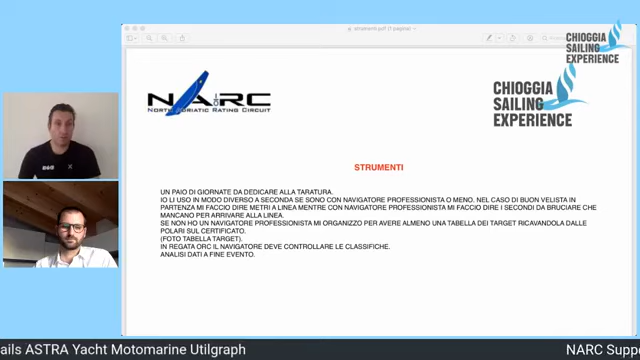 strumenti.pdf (1 pagina)
CHIOGGIA
SAILING
EXPERIENCE
NARC
NORTH ADRIATIC RATING CIRCUIT
CHIOGGIA
SAILING
EXPERIENCE
STRUMENTI
UN PAIO DI GIORNATE DA DEDICARE ALLA TARATURA.
IO LI USO IN MODO DIVERSO A SECONDA SE SONO CON NAVIGATORE PROFESSIONISTA O MENO. NEL CASO DI BUON VELISTA IN
PARTENZA MI FACCIO DIRE METRI A LINEA MENTRE CON NAVIGATORE PROFESSIONISTA MI FACCIO DIRE I SECONDI DA BRUCIARE CHE
MANCANO PER ARRIVARE ALLA LINEA.
SE NON HO UN NAVIGATORE PROFESSIONISTA MI ORGANIZZO PER AVERE ALMENO UNA TABELLA DEI TARGET RICAVANDOLA DALLE
POLARI SUL CERTIFICATO.
(FOTO TABELLA TARGET).
IN REGATA ORC IL NAVIGATORE DEVE CONTROLLARE LE CLASSIFICHE.
ANALISI DATI A FINE EVENTO.
ails ASTRA Yacht Motomarine Utilgraph
NARC Suppo